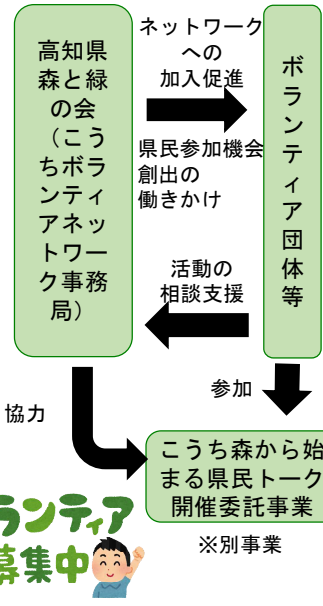 高知県
森と緑
の会
（こう
ちボラ
ンティ
アネッ
トワー
ク事務
局）
ネットワーク
への
加入促進
県民参加機会
創出の
働きかけ
ボランティア団体等
活動の
相談支援
参加
協力
こうち森から始
まる県民トーク
開催委託事業
※別事業
ランティア
募集中